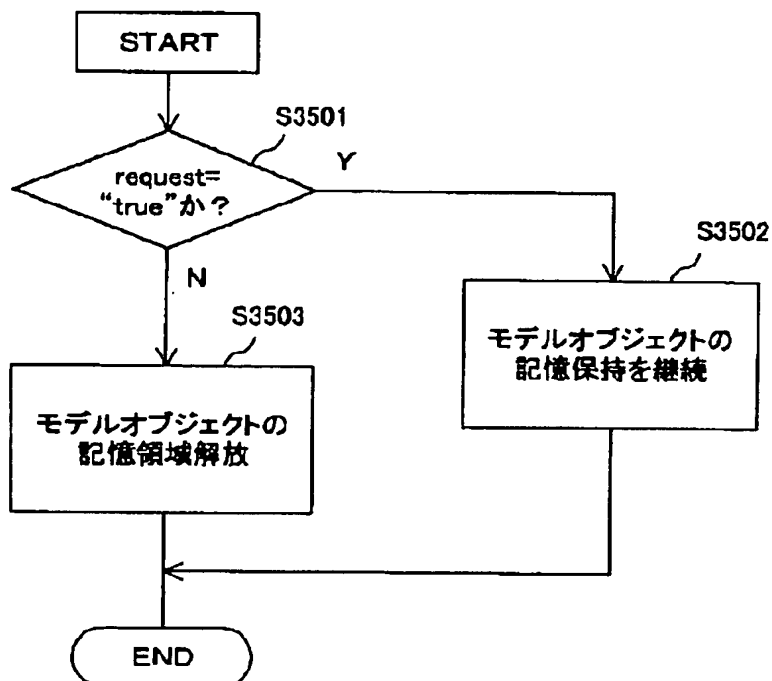 START
S3501
request=
“true”か？
Y
N
S3502
モデルオブジェクトの
記憶保持を継続
S3503
モデルオブジェクトの
記憶領域解放
END